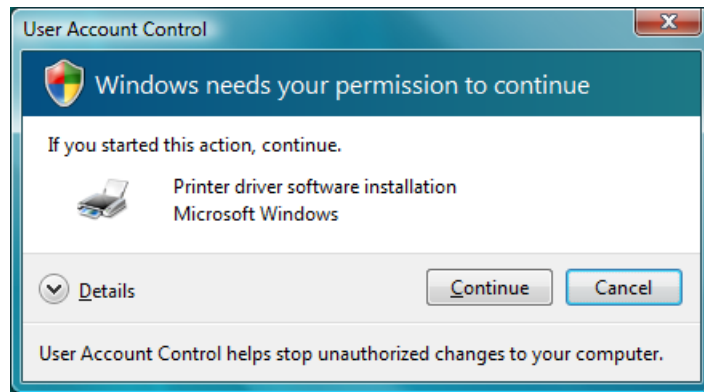 User Account Control
Windows needs your permission to continue
If you started this action, continue.
Printer driver software installation
Microsoft Windows
Details
Continue
Cancel
User Account Control helps stop unauthorized changes to your computer.